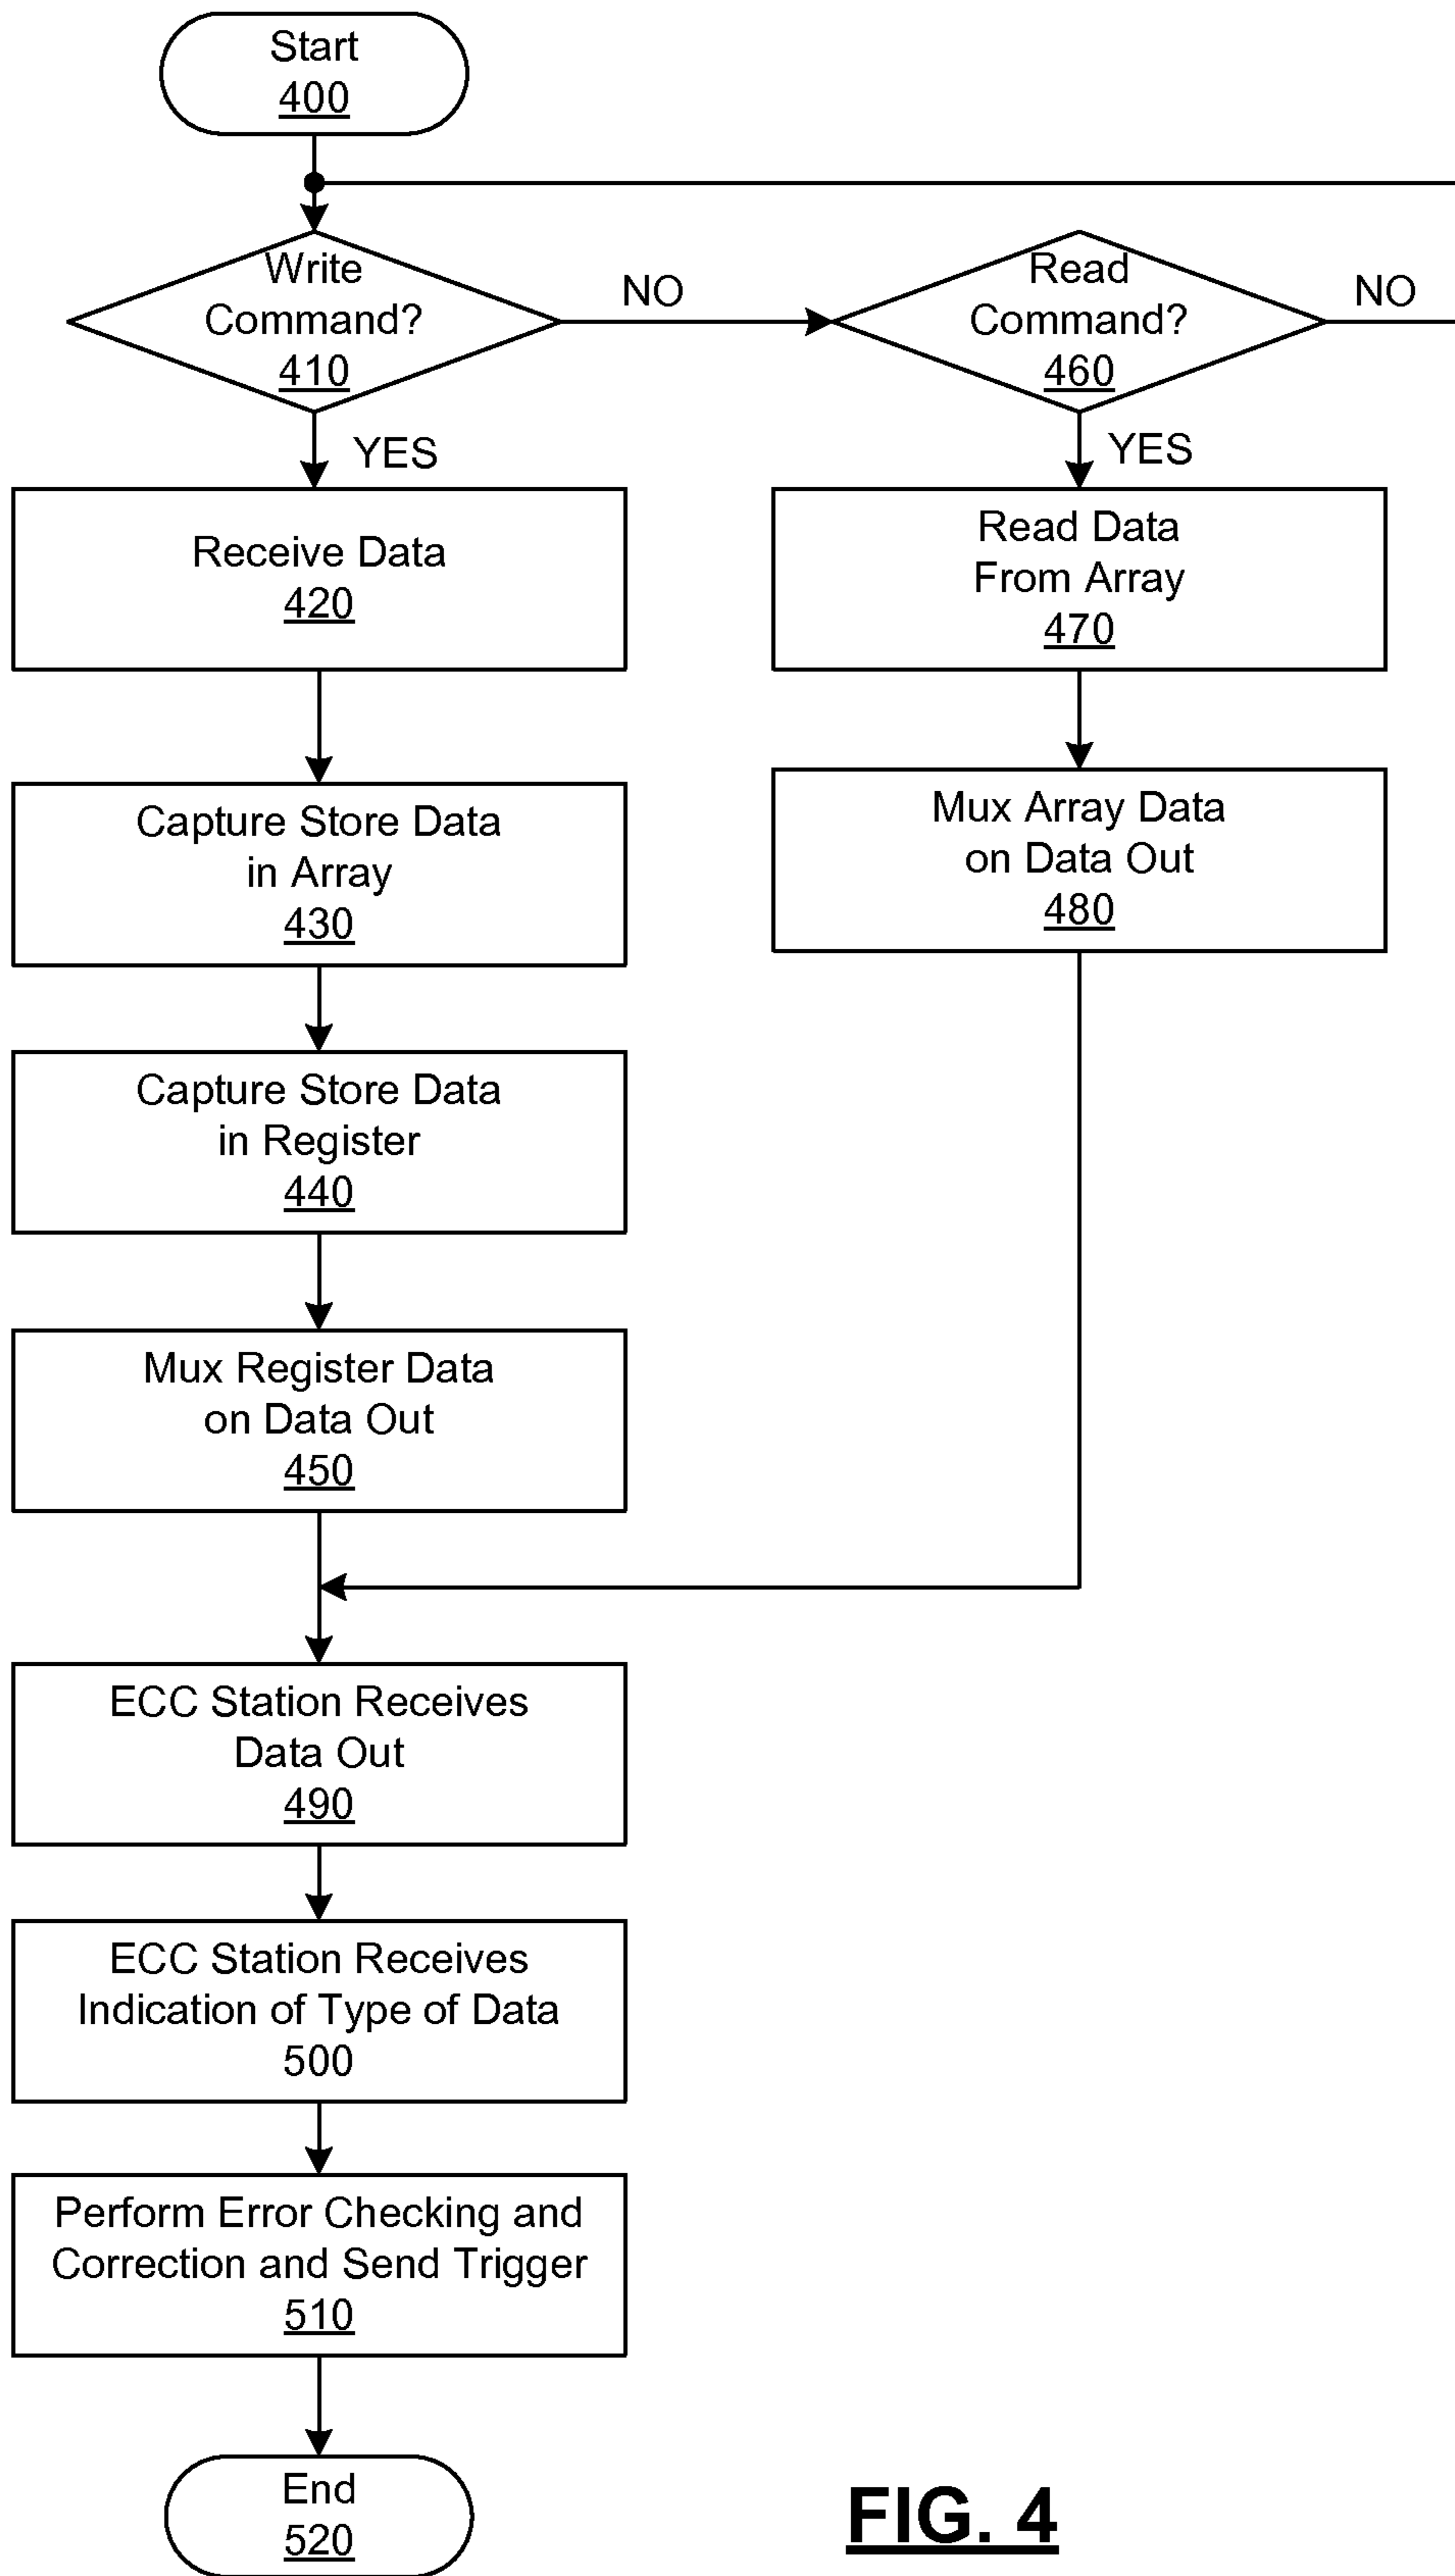 Start
400
Write
Command?
410
NO
Read
Command?
460
NO
YES
YES
Receive Data
420
Read Data
From Array
470
Capture Store Data
in Array
430
Mux Array Data
on Data Out
480
Capture Store Data
in Register
440
Mux Register Data
on Data Out
450
ECC Station Receives
Data Out
490
ECC Station Receives
Indication of Type of Data
500
Perform Error Checking and
Correction and Send Trigger
510
End
520
FIG. 4